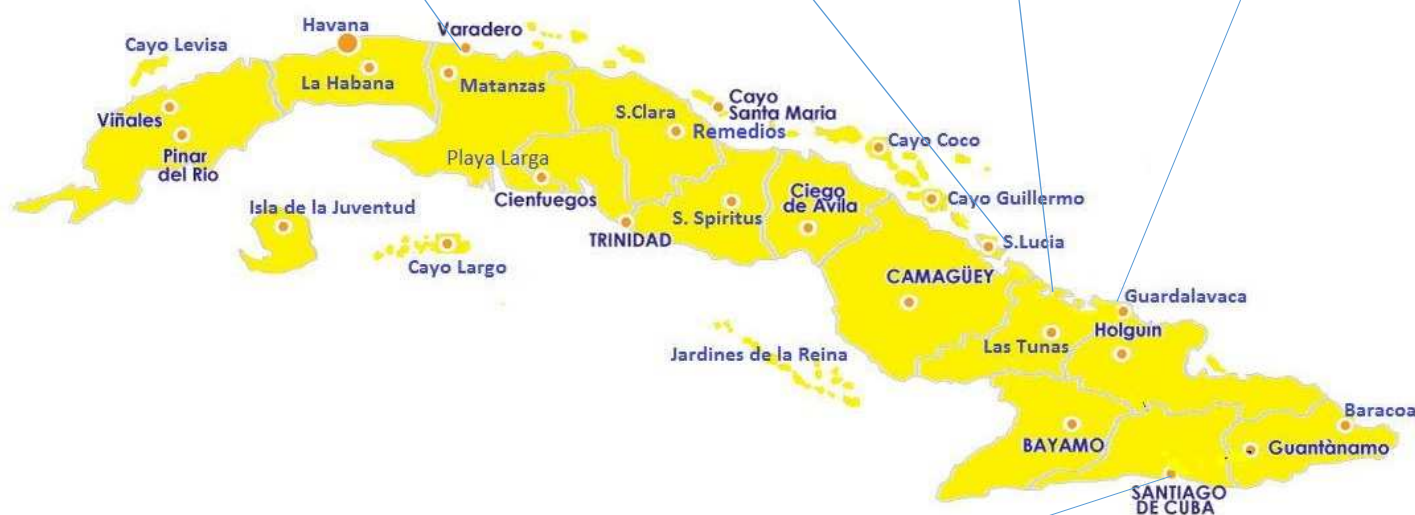 Havana
Varadero
Cayo Levisa
La Habana
Matanzas
Viñales
S.Clara
Cayo
Santa Maria
Remedios
Cayo Coco
Pinar
del Rio
Playa Larga
Cienfuegos
Ciego
de Avila
Cayo Guillermo
Isla de la Juventud
S. Spiritus
TRINIDAD
S.Lucia
Cayo Largo
CAMAGÜEY
Guardalavaca
Holguin
Las Tunas
Jardines de la Reina
Baracoa
BAYAMO
Guantànamo
SANTIAGO
DE CUBA